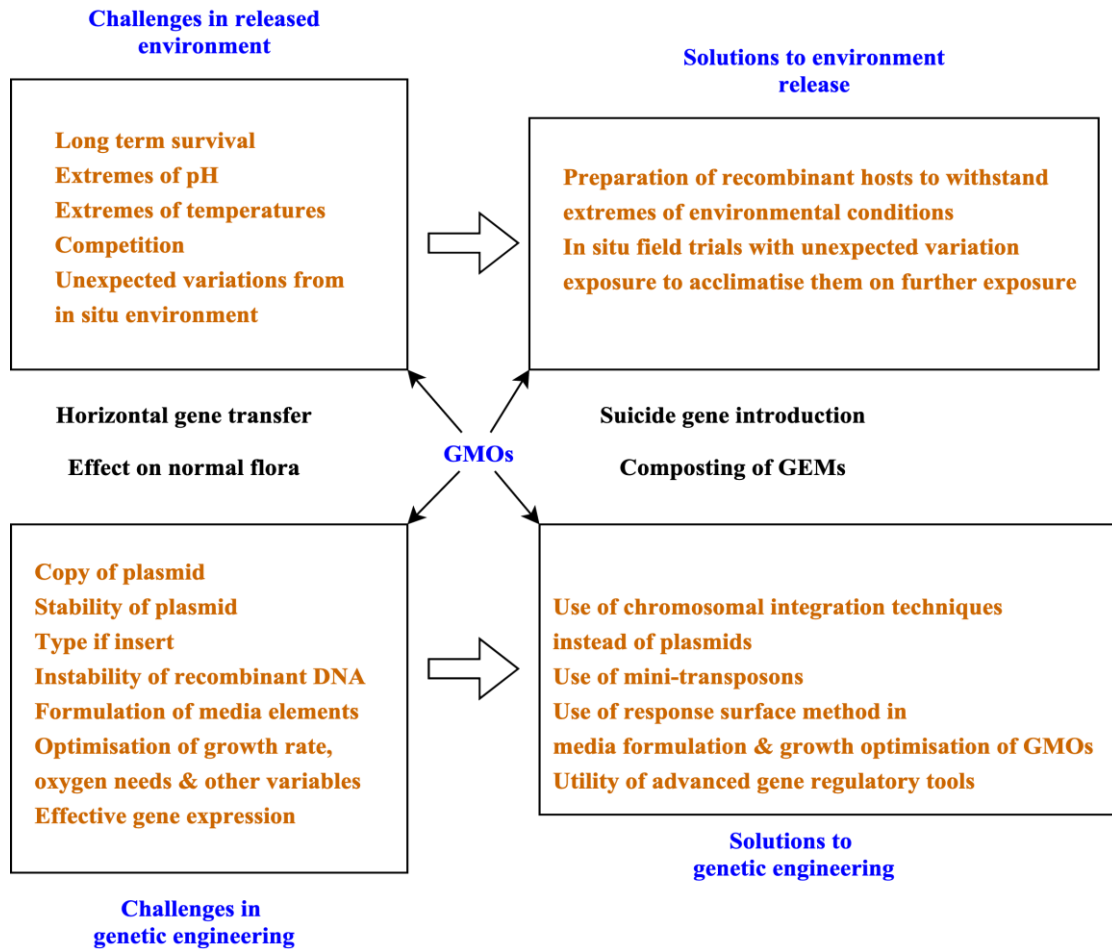 Challenges in released
environment
Solutions to environment
release
Long term survival
Extremes of pH
Extremes of temperatures
Competition
Unexpected variations from
in situ environment
Preparation of recombinant hosts to withstand
extremes of environmental conditions
In situ field trials with unexpected variation
exposure to acclimatise them on further exposure
Horizontal gene transfer
Effect on normal flora
GMOs
Suicide gene introduction
Composting of GEMs
Copy of plasmid
Stability of plasmid
Type if insert
Instability of recombinant DNA
Formulation of media elements
Optimisation of growth rate,
oxygen needs & other variables
Effective gene expression
Use of chromosomal integration techniques
instead of plasmids
Use of mini-transposons
Use of response surface method in
media formulation & growth optimisation of GMOs
Utility of advanced gene regulatory tools
Solutions to
genetic engineering
Challenges in
genetic engineering